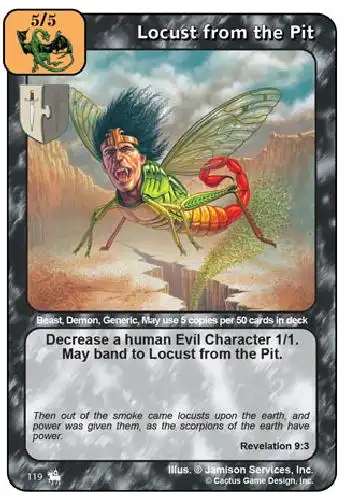 5/5
Locust from the Pit
Beast, Demon, Generic, May use 5 copies per 50 cards in deck
Decrease a human Evil Character 1/1.
May band to Locust from the Pit.
Then out of the smoke came locusts upon the earth, and
power was given them, as the scorpions of the earth have
power.
Revelation 9:3
119
Illus. © Jamison Services, Inc.
© Cactus Game Design, Inc.